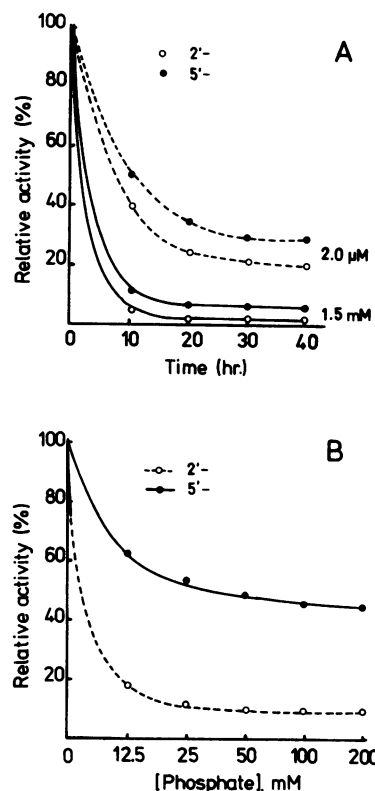 A
100
80
60
40
20
Relative activity (%)
2'-
5'-
2.0 µM
1.5 mM
0 10 20 30 40
Time (hr.)
B
100
80
60
40
20
Relative activity (%)
2'-
5'-
0 12.5 25 50 100 200
[Phosphate], mM